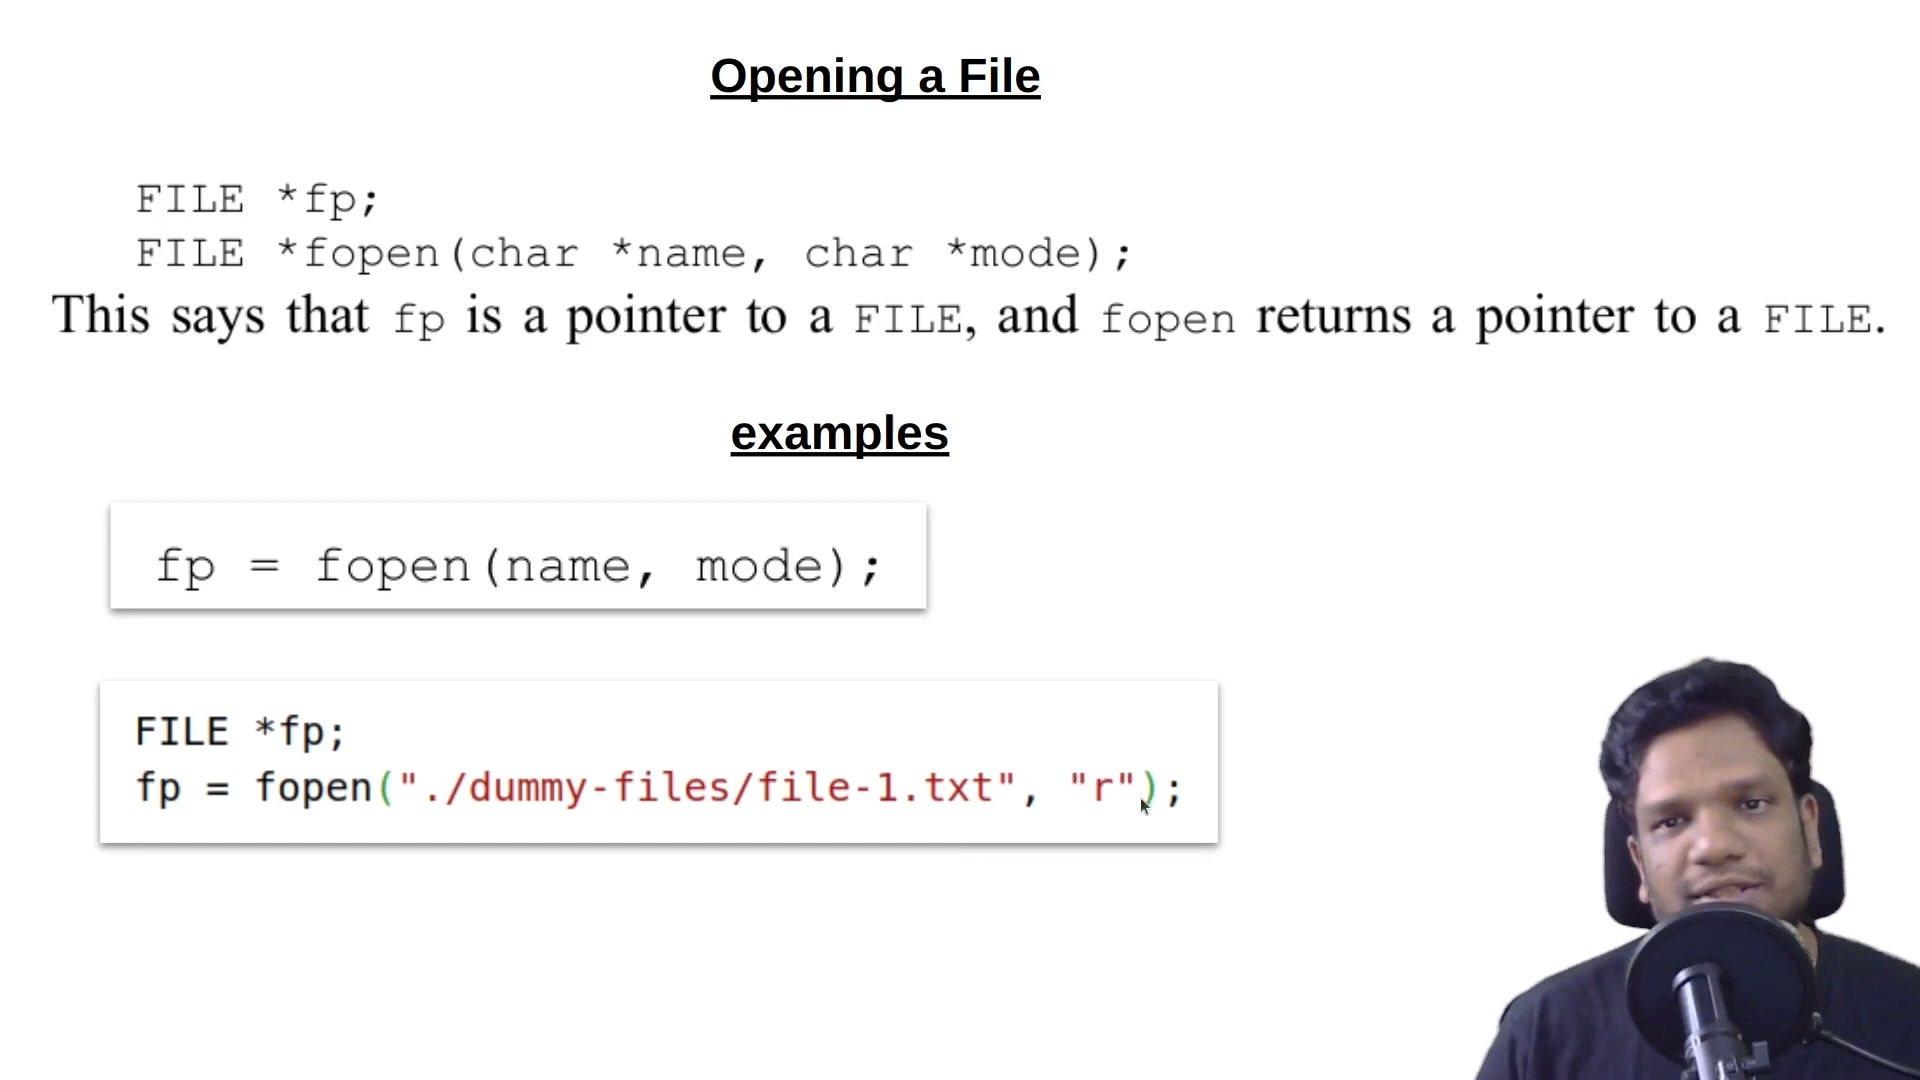 Opening a File
FILE *fp;
FILE *fopen(char *name, char *mode);
This says that fp is a pointer to a FILE, and fopen returns a pointer to a FILE.
examples
fp = fopen(name, mode);
FILE *fp;
fp = fopen("./dummy-files/file-1.txt", "r");